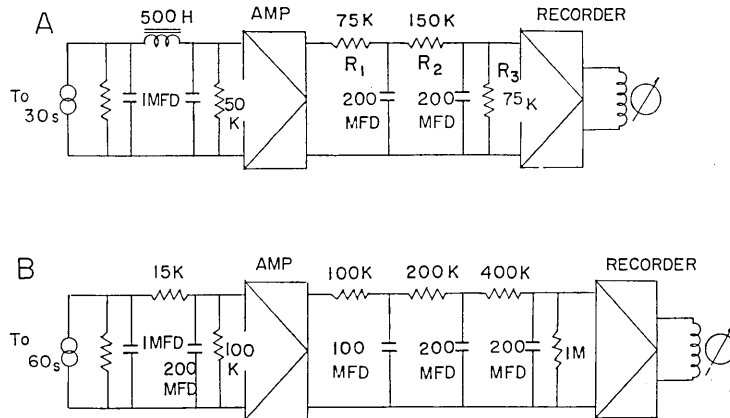 A
500 H
AMP
75K
150K
RECORDER
R1
R2
R3
To
30s
1MFD
50
K
200
MFD
200
MFD
75
K
B
15K
AMP
100K
200K
400K
RECORDER
To
60s
1MFD
200
MFD
100
K
100
MFD
200
MFD
200
MFD
1M